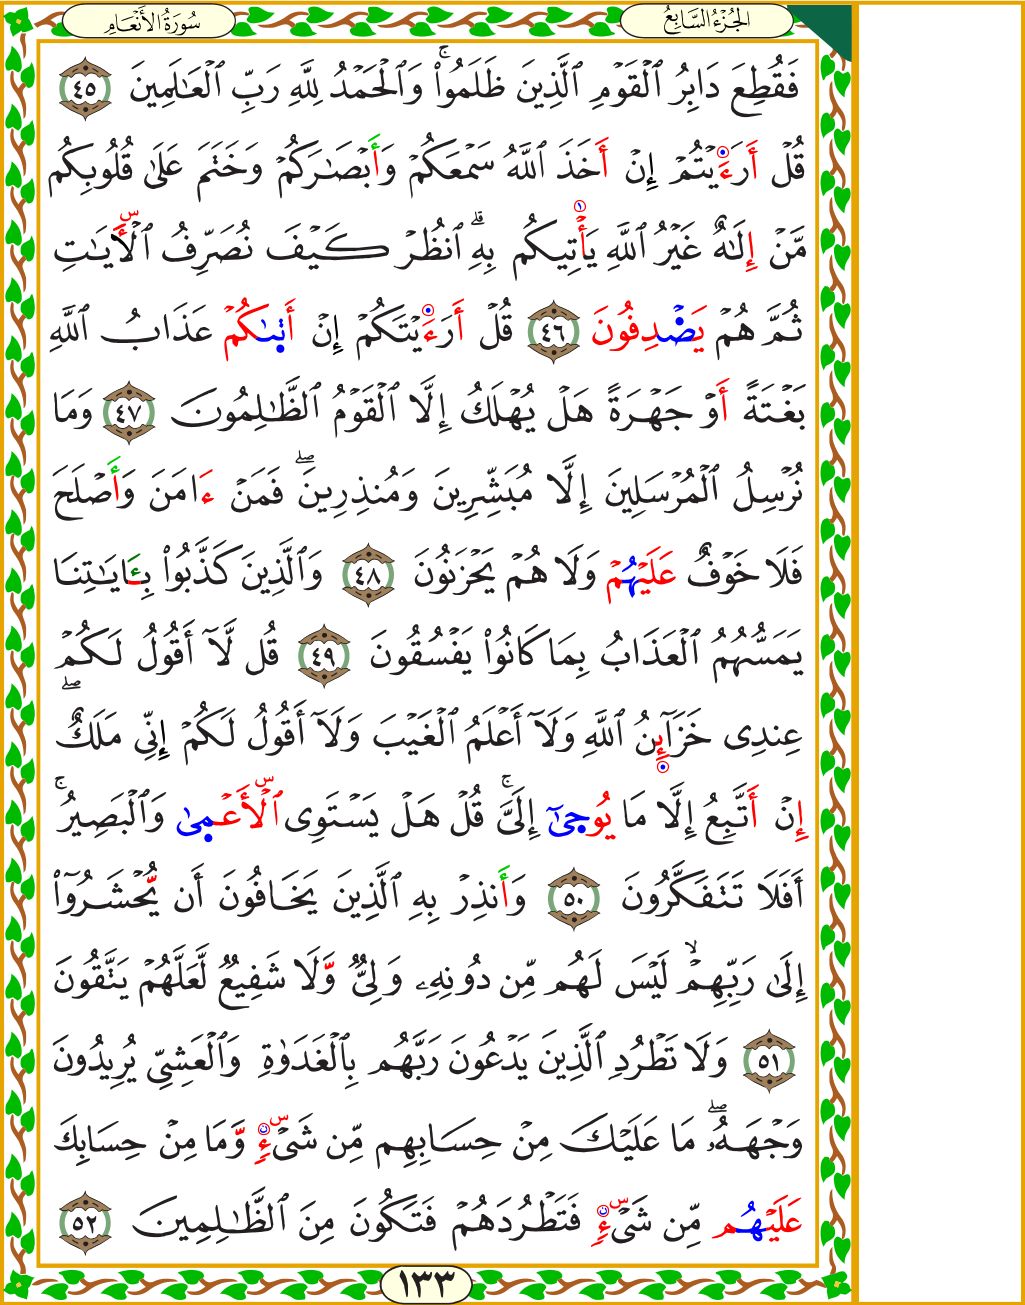 الجُزْءُ السَّابِعُ
سُورَةُ الأَنْعَامِ
فَقُطِعَ دَابِرُ ٱلْقَوْمِ ٱلَّذِينَ ظَلَمُوا۟ۚ وَٱلْحَمْدُ لِلَّهِ رَبِّ ٱلْعَـٰلَمِينَ ٤٥
قُلْ أَرَءَيْتُمْ إِنْ أَخَذَ ٱللَّهُ سَمْعَكُمْ وَأَبْصَـٰرَكُمْ وَخَتَمَ عَلَىٰ قُلُوبِكُم
مَّنْ إِلَـٰهٌ غَيْرُ ٱللَّهِ يَأْتِيكُم بِهِۗ ٱنظُرْ كَيْفَ نُصَرِّفُ ٱلْـَٔايَـٰتِ
ثُمَّ هُمْ يَصْدِفُونَ ٤٦ قُلْ أَرَءَيْتَكُمْ إِنْ أَتَىٰكُمْ عَذَابُ ٱللَّهِ
بَغْتَةً أَوْ جَهْرَةً هَلْ يُهْلَكُ إِلَّا ٱلْقَوْمُ ٱلظَّـٰلِمُونَ ٤٧ وَمَا
نُرْسِلُ ٱلْمُرْسَلِينَ إِلَّا مُبَشِّرِينَ وَمُنذِرِينَۖ فَمَنْ ءَامَنَ وَأَصْلَحَ
فَلَا خَوْفٌ عَلَيْهُمْ وَلَا هُمْ يَحْزَنُونَ ٤٨ وَٱلَّذِينَ كَذَّبُوا۟ بِـَٔايَـٰتِنَا
يَمَسُّهُمُ ٱلْعَذَابُ بِمَا كَانُوا۟ يَفْسُقُونَ ٤٩ قُل لَّآ أَقُولُ لَكُمْ
عِندِى خَزَآئِنُ ٱللَّهِ وَلَآ أَعْلَمُ ٱلْغَيْبَ وَلَآ أَقُولُ لَكُمْ إِنِّى مَلَكٌۖ
إِنْ أَتَّبِعُ إِلَّا مَا يُوحَىٰٓ إِلَىَّۚ قُلْ هَلْ يَسْتَوِى ٱلْأَعْمَىٰ وَٱلْبَصِيرُۚ
أَفَلَا تَتَفَكَّرُونَ ٥٠ وَأَنذِرْ بِهِ ٱلَّذِينَ يَخَافُونَ أَن يُحْشَرُوٓا۟
إِلَىٰ رَبِّهِمْۙ لَيْسَ لَهُم مِّن دُونِهِۦ وَلِىٌّ وَلَا شَفِيعٌ لَّعَلَّهُمْ يَتَّقُونَ
٥١ وَلَا تَطْرُدِ ٱلَّذِينَ يَدْعُونَ رَبَّهُم بِٱلْغَدَوٰةِ وَٱلْعَشِىِّ يُرِيدُونَ
وَجْهَهُۥۖ مَا عَلَيْكَ مِنْ حِسَابِهِم مِّن شَىْءٍ وَمَا مِنْ حِسَابِكَ
عَلَيْهُم مِّن شَىْءٍ فَتَطْرُدَهُمْ فَتَكُونَ مِنَ ٱلظَّـٰلِمِينَ ٥٢
١٣٣